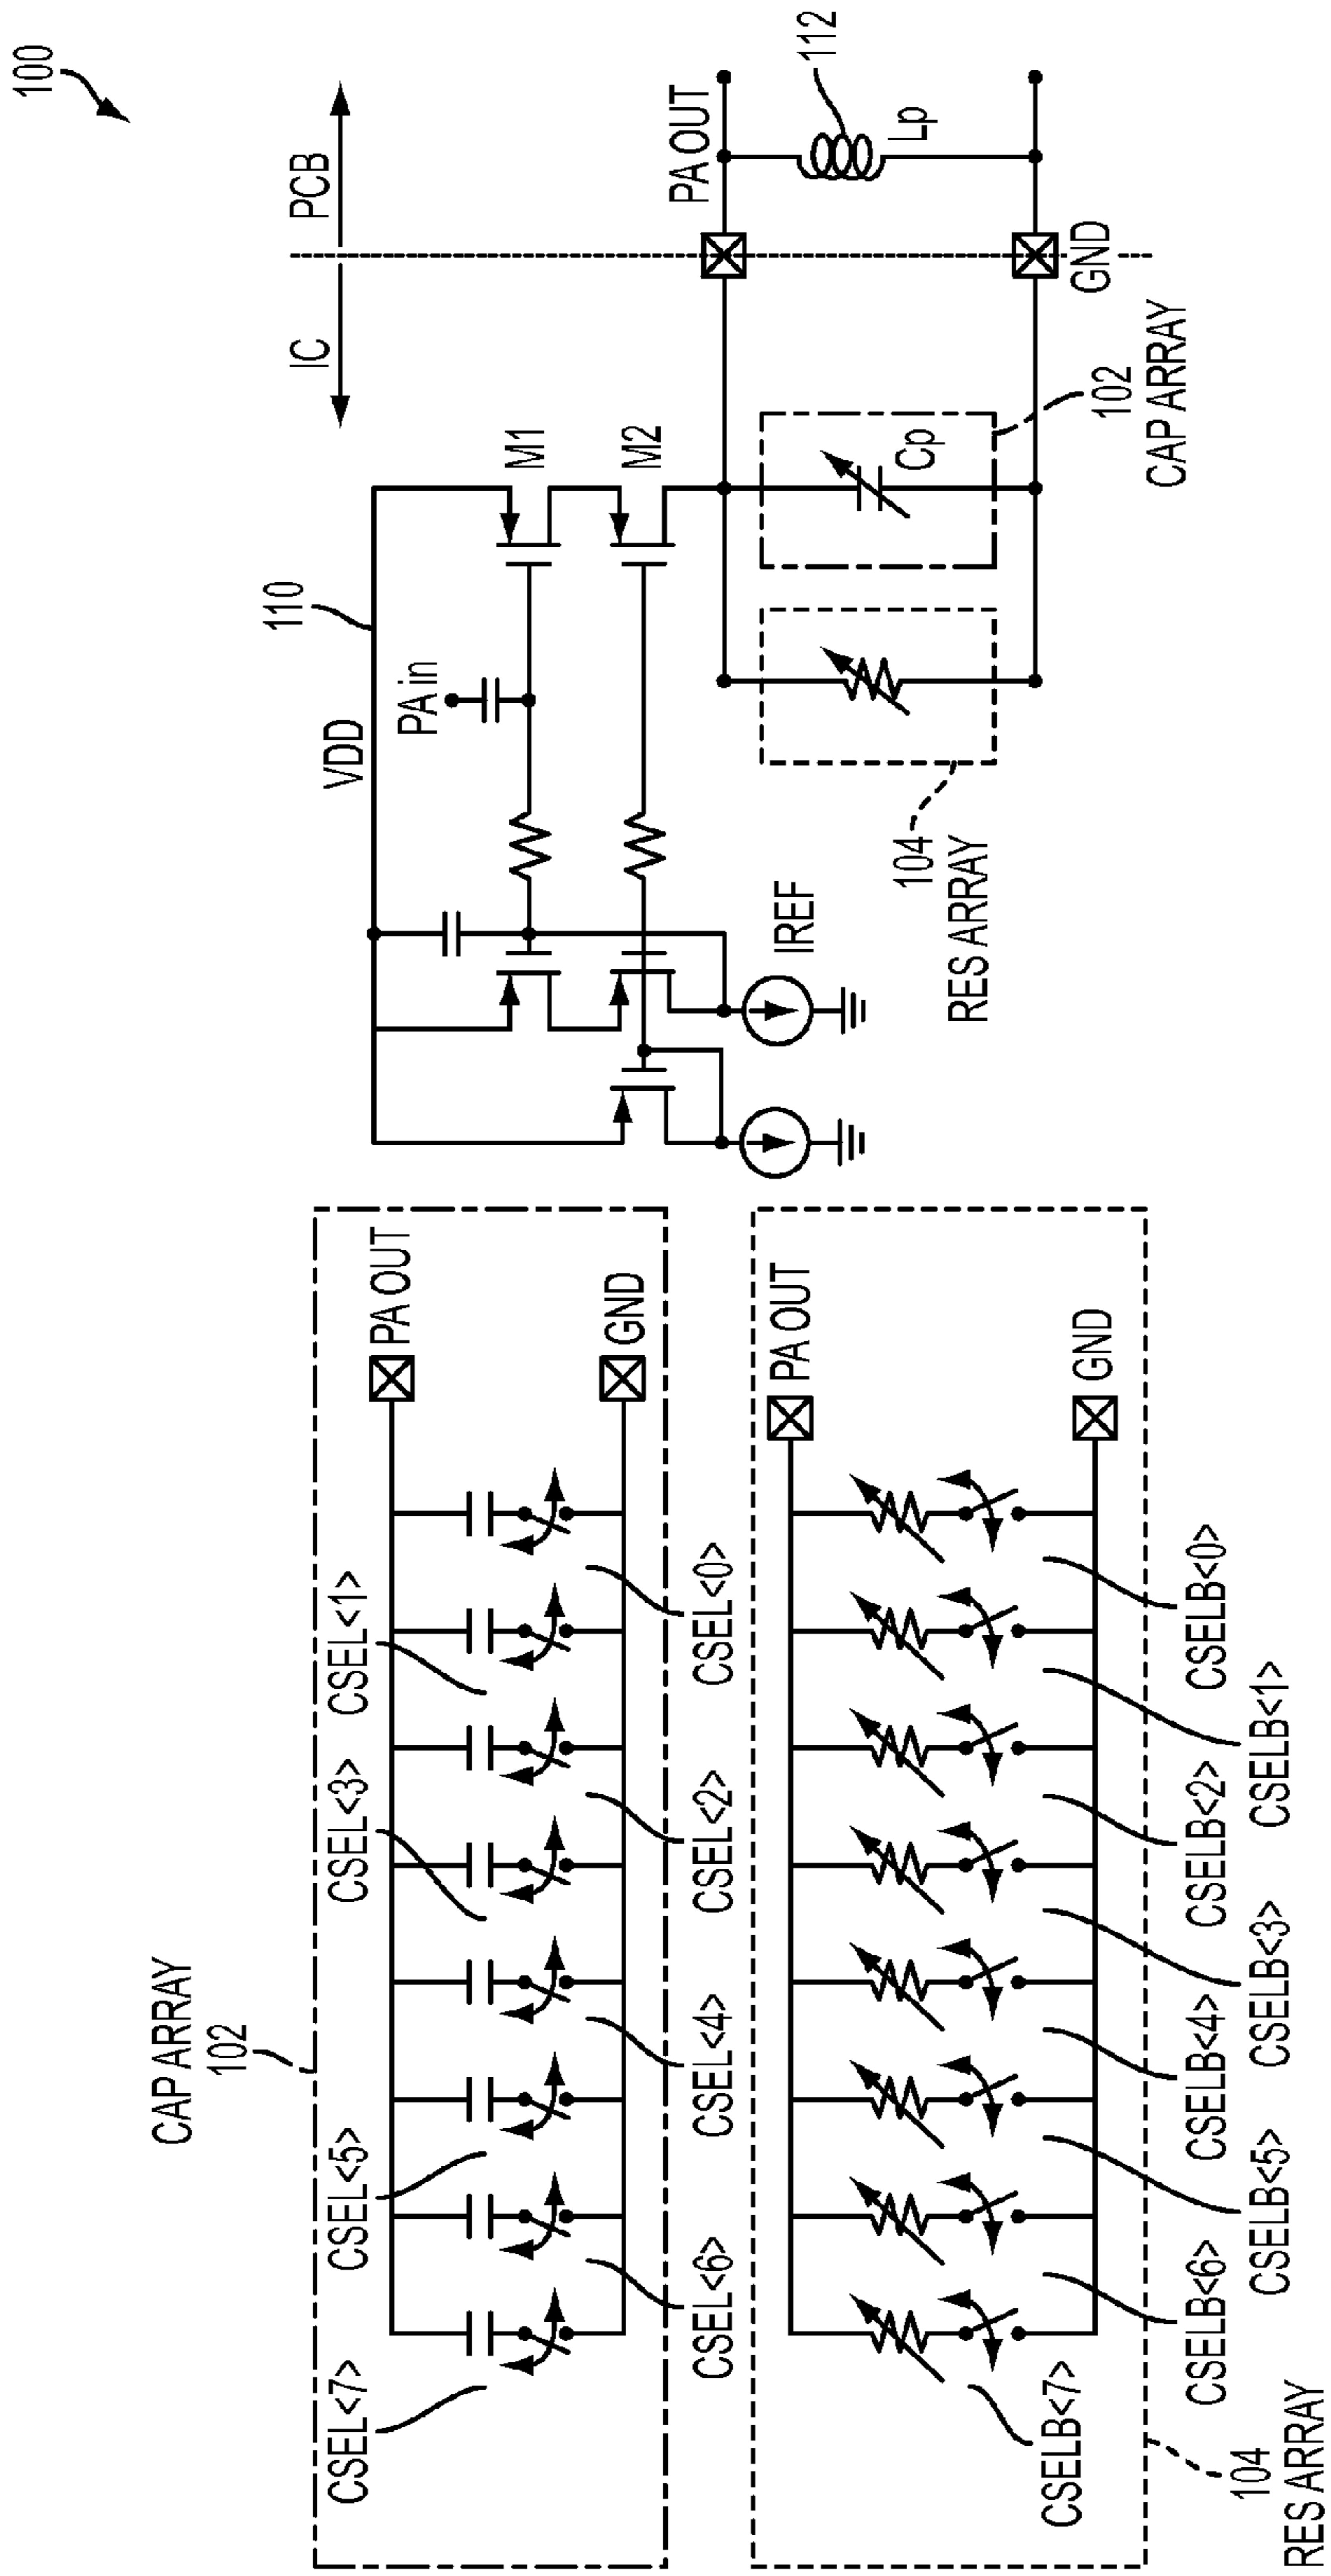 100
IC
PCB
110
VDD
PA in
M1
M2
PA OUT
112
Lp
Cp
IREF
GND
104
RES ARRAY
102
CAP ARRAY
CAP ARRAY
102
CSEL<7>
CSEL<5>
CSEL<3>
CSEL<1>
PA OUT
GND
CSEL<6>
CSEL<4>
CSEL<2>
CSEL<0>
PA OUT
GND
CSELB<7>
CSELB<6>
CSELB<5>
CSELB<4>
CSELB<3>
CSELB<2>
CSELB<1>
CSELB<0>
104
RES ARRAY